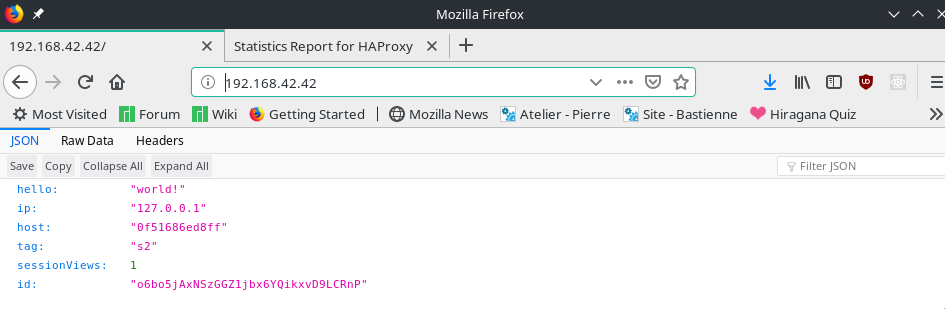 Mozilla Firefox
192.168.42.42/ Statistics Report for HAProxy
192.168.42.42
Most Visited Forum Wiki Getting Started Mozilla News Atelier - Pierre Site - Bastienne Hiragana Quiz
JSON Raw Data Headers
Save Copy Collapse All Expand All Filter JSON
hello: "world!"
ip: "127.0.0.1"
host: "0f51686ed8ff"
tag: "s2"
sessionViews: 1
id: "o6bo5jAxNSzGGZ1jbx6YQikxvD9LCRnP"